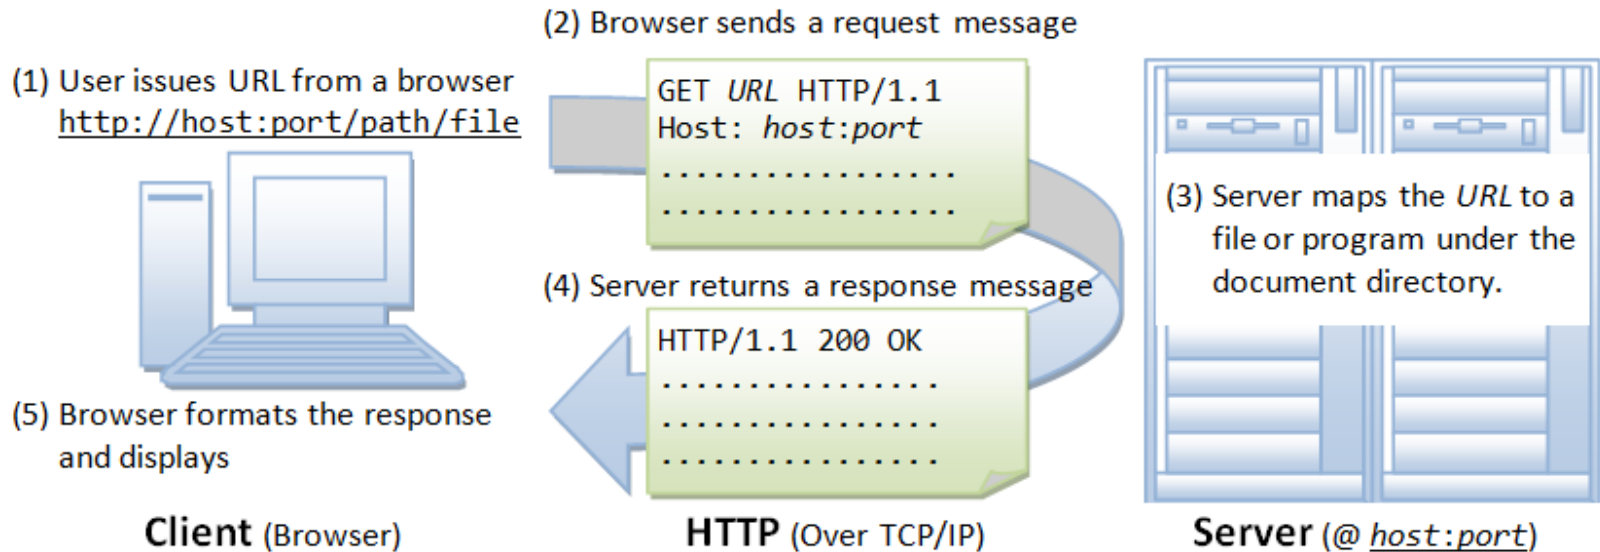 (2) Browser sends a request message
(1) User issues URL from a browser
http://host:port/path/file
GET URL HTTP/1.1
Host: host:port
..................
..................
(3) Server maps the URL to a
file or program under the
document directory.
(4) Server returns a response message
HTTP/1.1 200 OK
.................
.................
.................
(5) Browser formats the response
and displays
Client (Browser)
HTTP (Over TCP/IP)
Server (@ host:port)